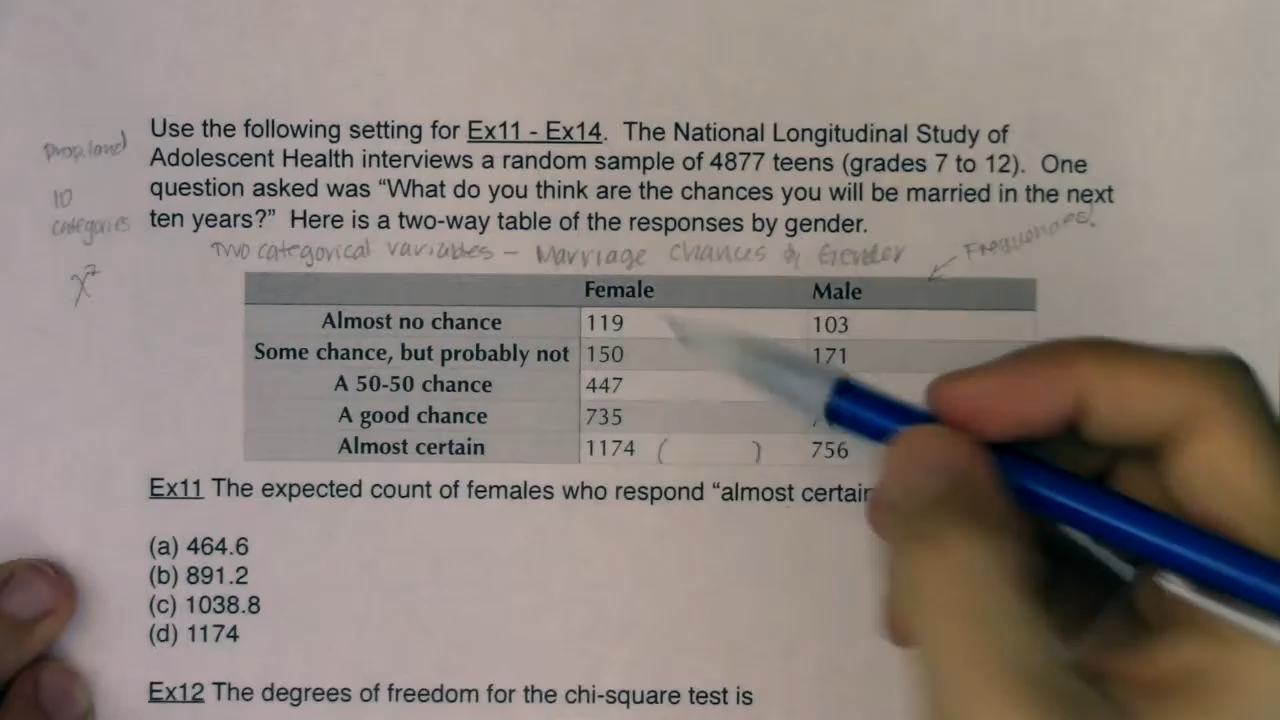 Use the following setting for Ex11 - Ex14. The National Longitudinal Study of
Adolescent Health interviews a random sample of 4877 teens (grades 7 to 12). One
question asked was “What do you think are the chances you will be married in the next
ten years?” Here is a two-way table of the responses by gender.
10
categories
χ²
Two categorical variables – Marriage chances & Gender
Frequencies!
Female Male
Almost no chance 119 103
Some chance, but probably not 150 171
A 50-50 chance 447
A good chance 735
Almost certain 1174 ( ) 756
Ex11 The expected count of females who respond “almost certain
(a) 464.6
(b) 891.2
(c) 1038.8
(d) 1174
Ex12 The degrees of freedom for the chi-square test is